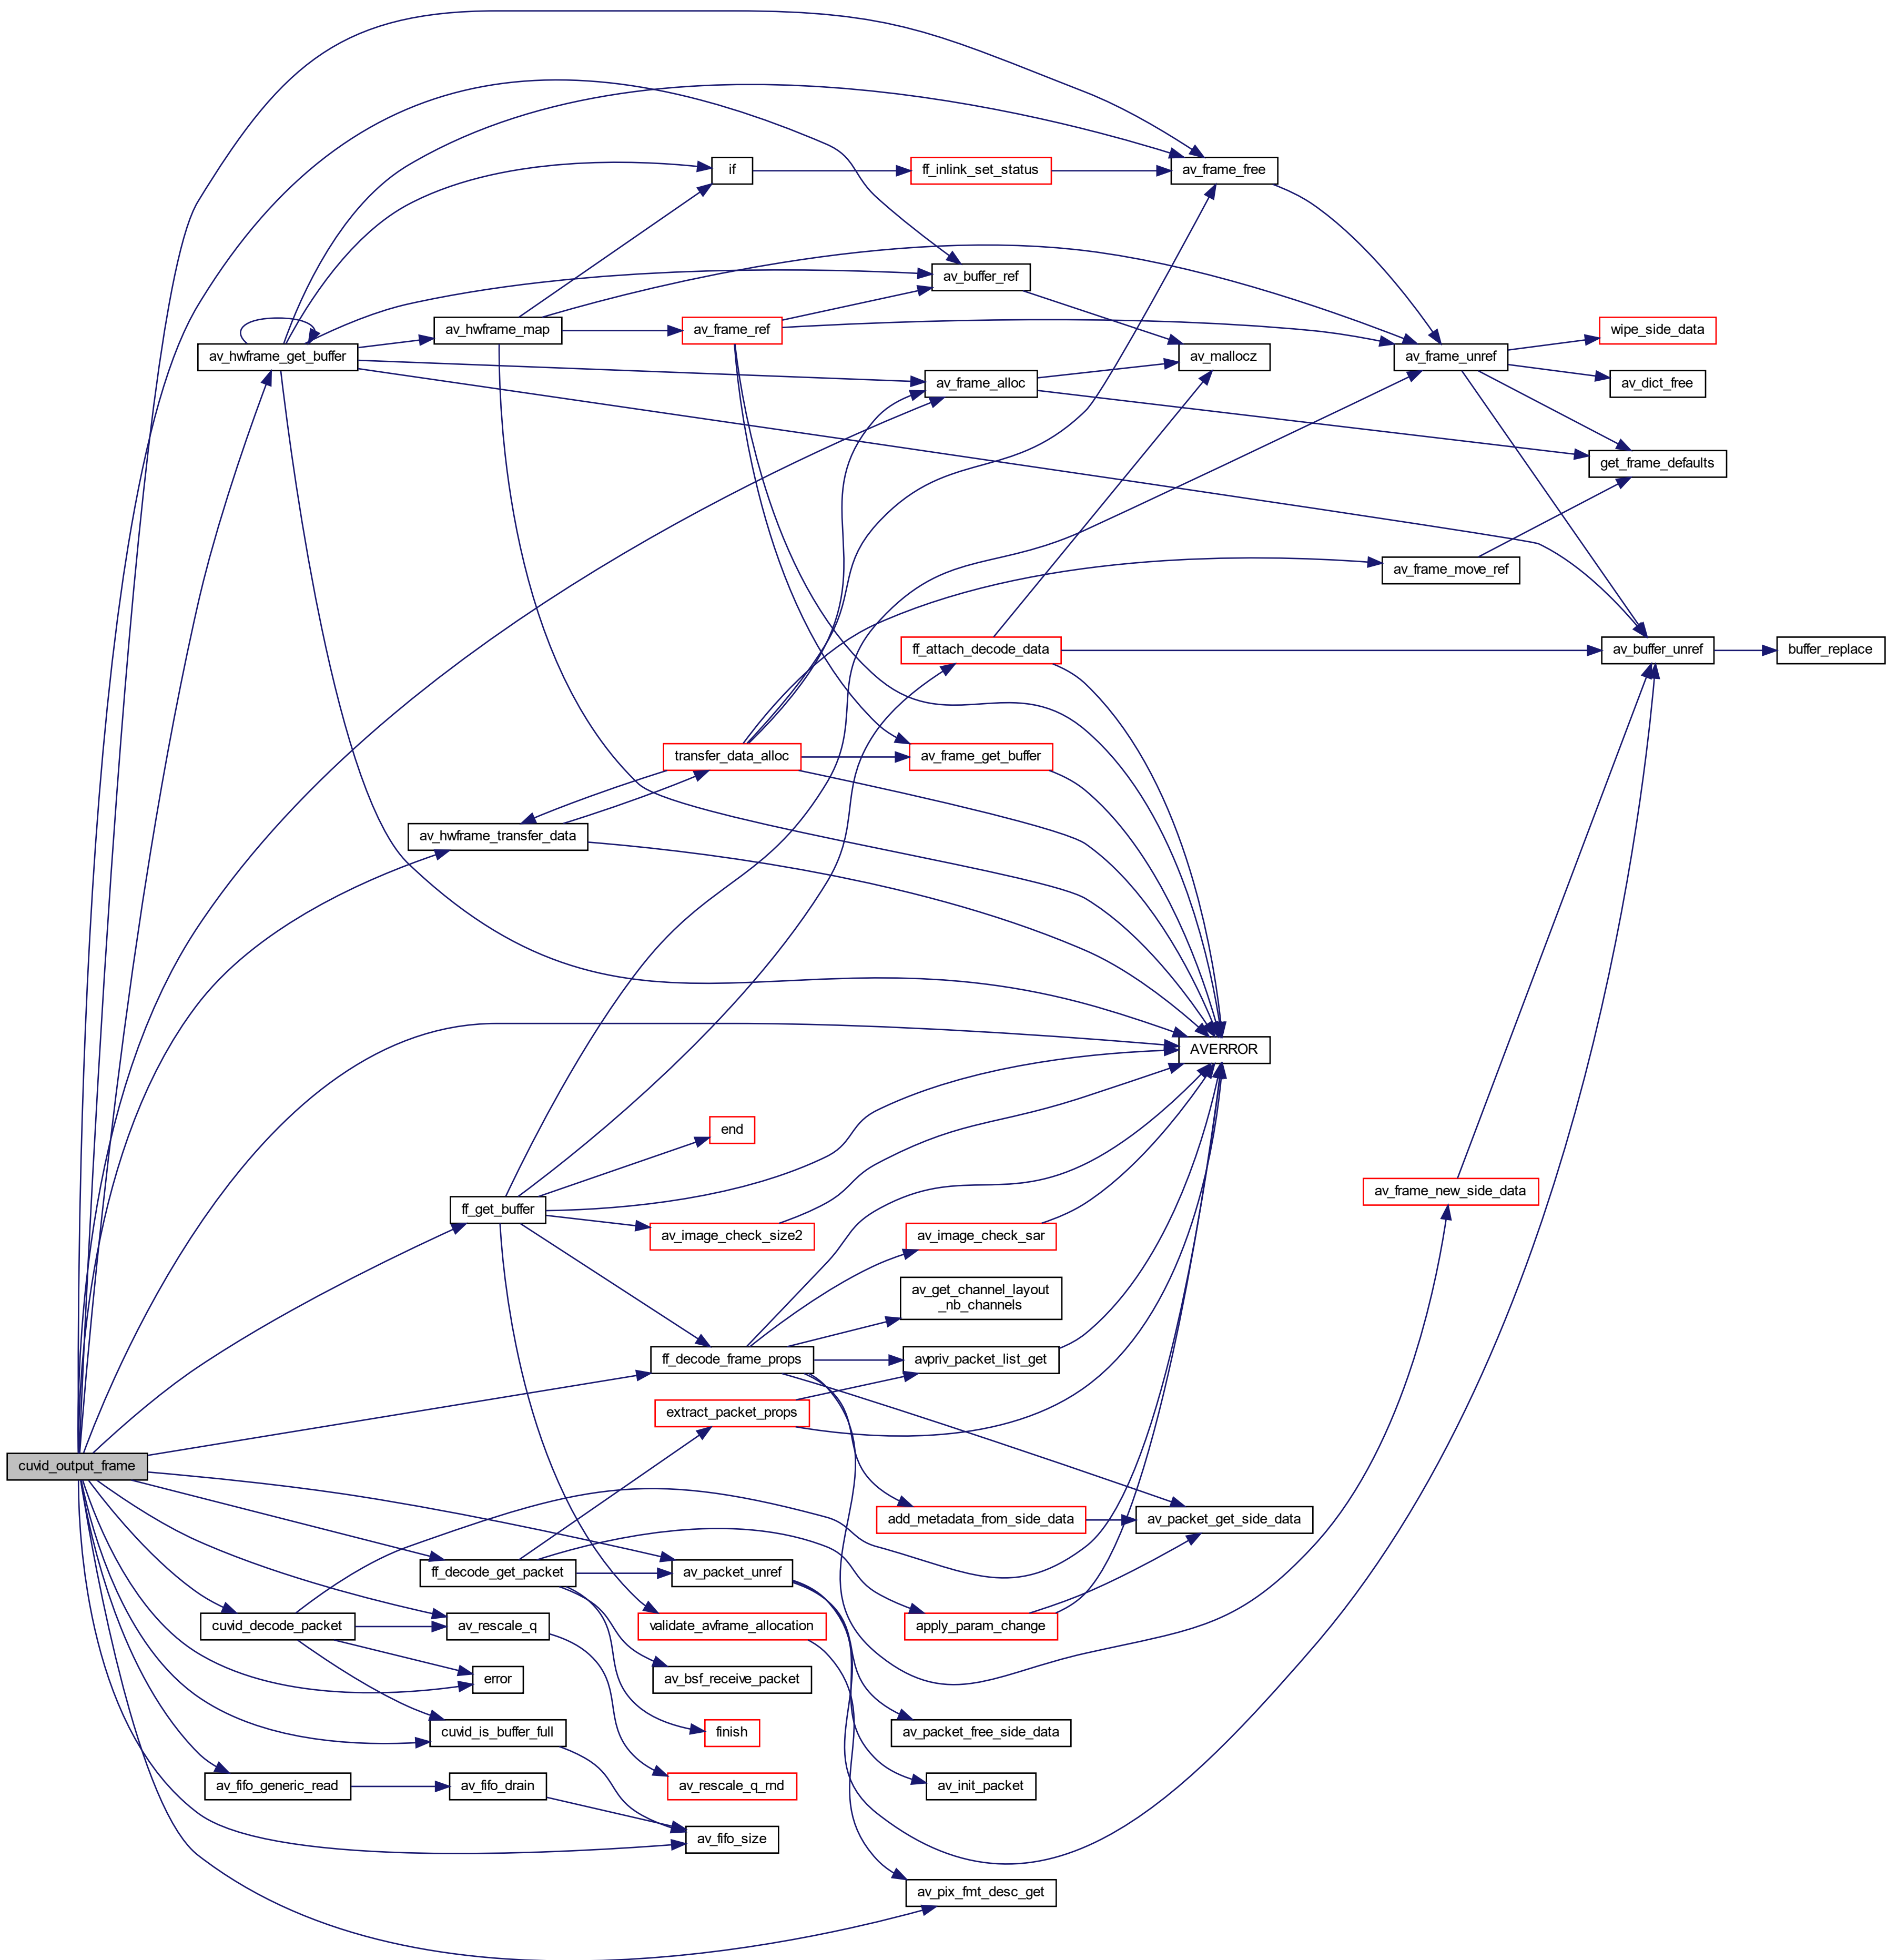 if
ff_inlink_set_status
av_frame_free
av_buffer_ref
wipe_side_data
av_hwframe_map
av_frame_ref
av_hwframe_get_buffer
av_mallocz
av_frame_unref
av_frame_alloc
av_dict_free
get_frame_defaults
av_frame_move_ref
ff_attach_decode_data
av_buffer_unref
buffer_replace
transfer_data_alloc
av_frame_get_buffer
av_hwframe_transfer_data
AVERROR
end
av_frame_new_side_data
ff_get_buffer
av_image_check_size2
av_image_check_sar
av_get_channel_layout
_nb_channels
ff_decode_frame_props
avpriv_packet_list_get
extract_packet_props
cuvid_output_frame
add_metadata_from_side_data
av_packet_get_side_data
ff_decode_get_packet
av_packet_unref
cuvid_decode_packet
av_rescale_q
validate_avframe_allocation
apply_param_change
error
av_bsf_receive_packet
cuvid_is_buffer_full
finish
av_packet_free_side_data
av_fifo_generic_read
av_fifo_drain
av_rescale_q_rnd
av_init_packet
av_fifo_size
av_pix_fmt_desc_get